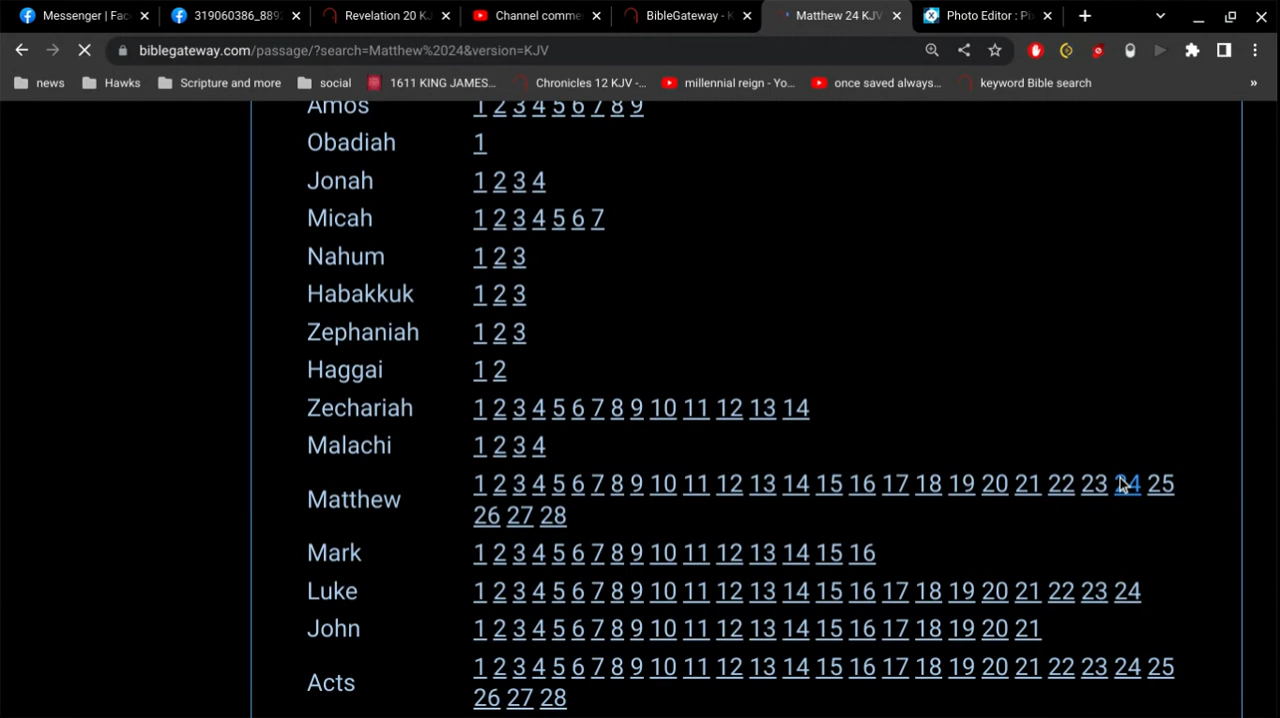 Messenger | Fac
319060386_889
Revelation 20 KJ
Channel comme
BibleGateway - K
Matthew 24 KJV
Photo Editor : Pi
biblegateway.com/passage/?search=Matthew%2024&version=KJV
news
Hawks
Scripture and more
social
1611 KING JAMES...
Chronicles 12 KJV -...
millennial reign - Yo...
once saved always...
keyword Bible search
»
Amos 1 2 3 4 5 6 7 8 9
Obadiah 1
Jonah 1 2 3 4
Micah 1 2 3 4 5 6 7
Nahum 1 2 3
Habakkuk 1 2 3
Zephaniah 1 2 3
Haggai 1 2
Zechariah 1 2 3 4 5 6 7 8 9 10 11 12 13 14
Malachi 1 2 3 4
Matthew 1 2 3 4 5 6 7 8 9 10 11 12 13 14 15 16 17 18 19 20 21 22 23 24 25
26 27 28
Mark 1 2 3 4 5 6 7 8 9 10 11 12 13 14 15 16
Luke 1 2 3 4 5 6 7 8 9 10 11 12 13 14 15 16 17 18 19 20 21 22 23 24
John 1 2 3 4 5 6 7 8 9 10 11 12 13 14 15 16 17 18 19 20 21
Acts 1 2 3 4 5 6 7 8 9 10 11 12 13 14 15 16 17 18 19 20 21 22 23 24 25
26 27 28